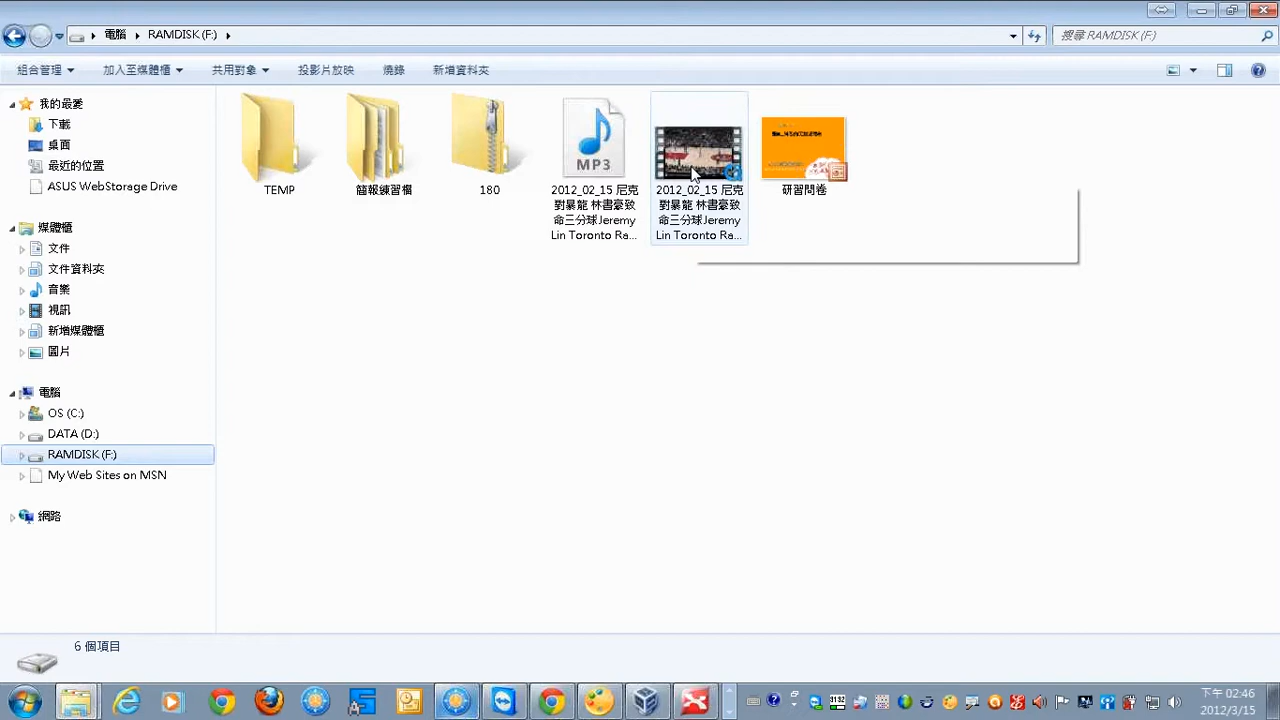 電腦
RAMDISK (F:)
搜尋 RAMDISK (F:)
組合管理
加入至媒體櫃
共用對象
投影片放映
燒錄
新增資料夾
我的最愛
下載
桌面
最近的位置
ASUS WebStorage Drive
媒體櫃
文件
文件資料夾
音樂
視訊
新增媒體櫃
圖片
電腦
OS (C:)
DATA (D:)
RAMDISK (F:)
My Web Sites on MSN
網路
TEMP
簡報練習檔
180
MP3
2012_02_15 尼克
對暴龍 林書豪致
命三分球Jeremy
Lin Toronto Ra...
2012_02_15 尼克
對暴龍 林書豪致
命三分球Jeremy
Lin Toronto Ra...
研習問卷
6 個項目
下午 02:46
2012/3/15